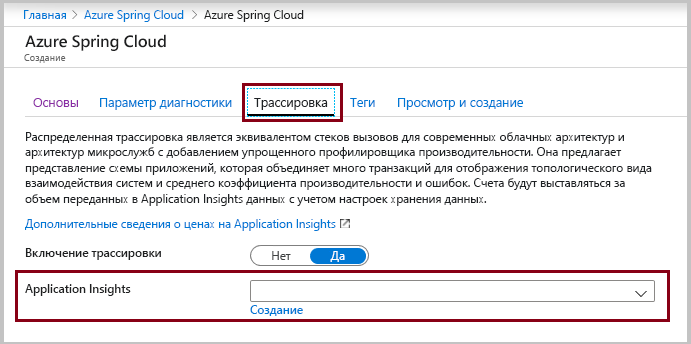 Главная > Azure Spring Cloud > Azure Spring Cloud
Azure Spring Cloud
Создание
Основы Параметр диагностики Трассировка Теги Просмотр и создание
Распределенная трассировка является эквивалентом стеков вызовов для современных облачных архитектур и
архитектур микрослужб с добавлением упрощенного профилировщика производительности. Она предлагает
представление схемы приложений, которая объединяет много транзакций для отображения топологического вида
взаимодействия систем и среднего коэффициента производительности и ошибок. Счета будут выставляться за
объем переданных в Application Insights данных с учетом настроек хранения данных.
Дополнительные сведения о ценах на Application Insights
Включение трассировки Нет Да
Application Insights
Создание